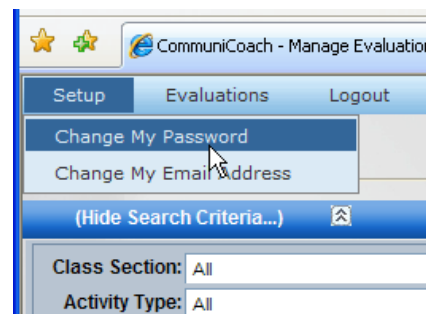 CommuniCoach - Manage Evaluation
Setup Evaluations Logout
Change My Password
Change My Email Address
(Hide Search Criteria...)
Class Section: All
Activity Type: All